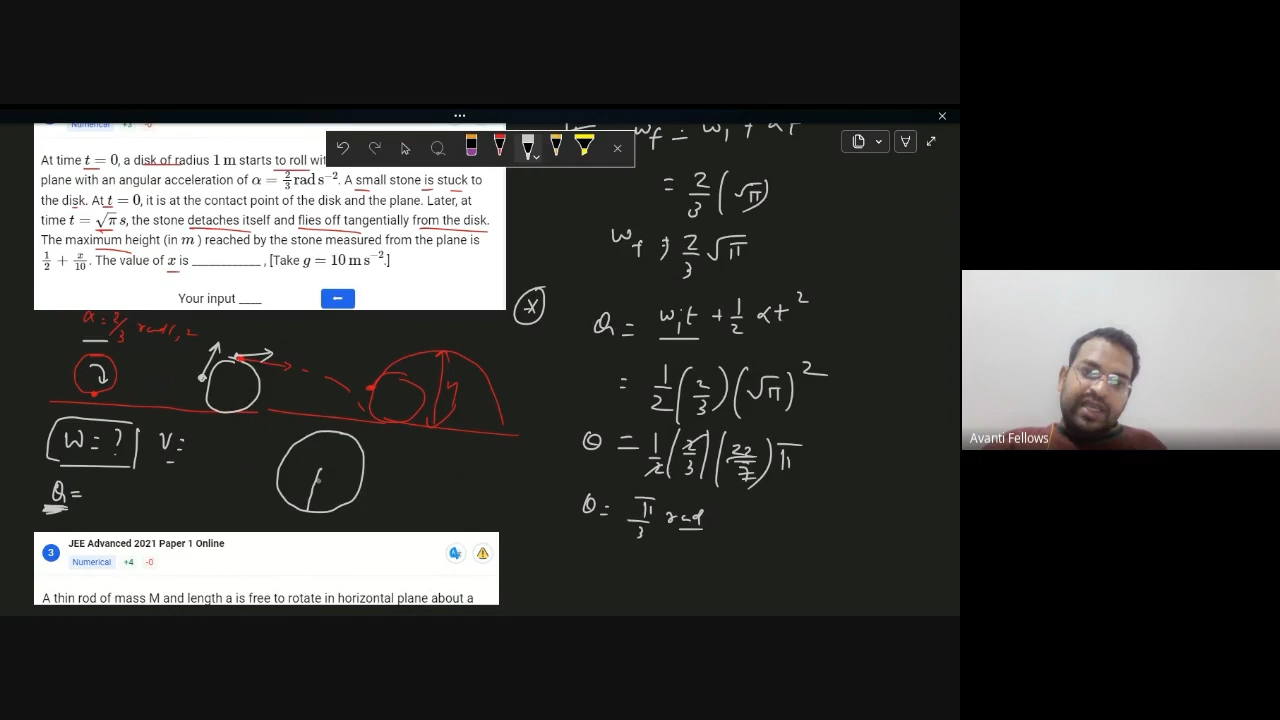 Numerical +3 -0
At time t = 0, a disk of radius 1 m starts to roll wit
plane with an angular acceleration of α = 2/3 rad s⁻². A small stone is stuck to
the disk. At t = 0, it is at the contact point of the disk and the plane. Later, at
time t = √π s, the stone detaches itself and flies off tangentially from the disk.
The maximum height (in m) reached by the stone measured from the plane is
1/2 + x/10. The value of x is __________, [Take g = 10 m s⁻².]
Your input ____
α = 2/3 rad/s2
W = ? V =
θ =
3 JEE Advanced 2021 Paper 1 Online
Numerical +4 -0
A thin rod of mass M and length a is free to rotate in horizontal plane about a
wf = wi + αt
= 2/3 (√π)
wf = 2/3 √π
*
θ = wit + 1/2 αt²
= 1/2 (2/3) (√π)²
θ = 1/2 (2/3) (22/7) π
θ = π/3 rad
Avanti Fellows